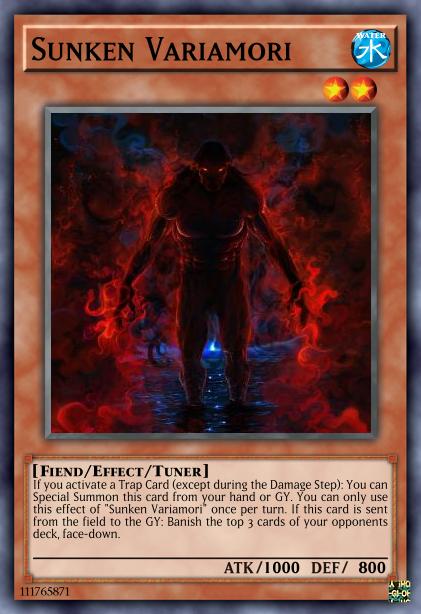 Sunken Variamori
WATER
水
[Fiend/Effect/Tuner]
If you activate a Trap Card (except during the Damage Step): You can
Special Summon this card from your hand or GY. You can only use
this effect of "Sunken Variamori" once per turn. If this card is sent
from the field to the GY: Banish the top 3 cards of your opponents
deck, face-down.
ATK/1000 DEF/ 800
111765871